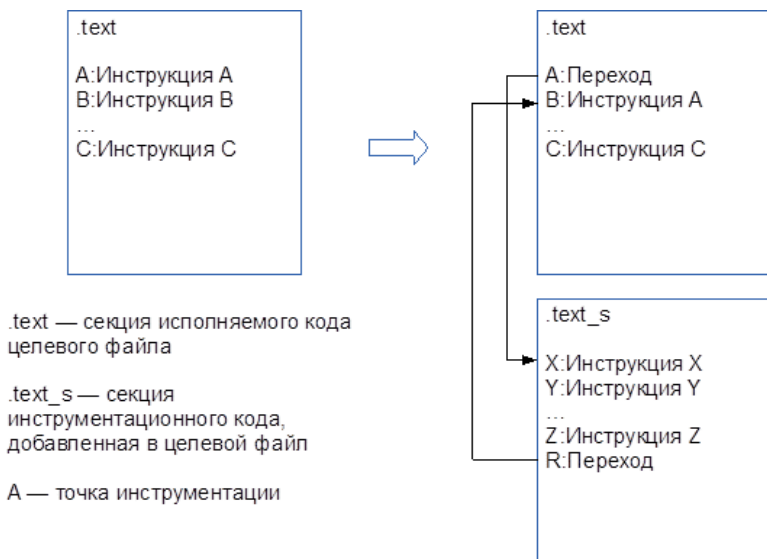 .text
A:Инструкция A
B:Инструкция B
...
C:Инструкция C
.text
A:Переход
B:Инструкция A
...
C:Инструкция C
.text — секция исполняемого кода
целевого файла
.text_s — секция
инструментационного кода,
добавленная в целевой файл
A — точка инструментации
.text_s
X:Инструкция X
Y:Инструкция Y
...
Z:Инструкция Z
R:Переход